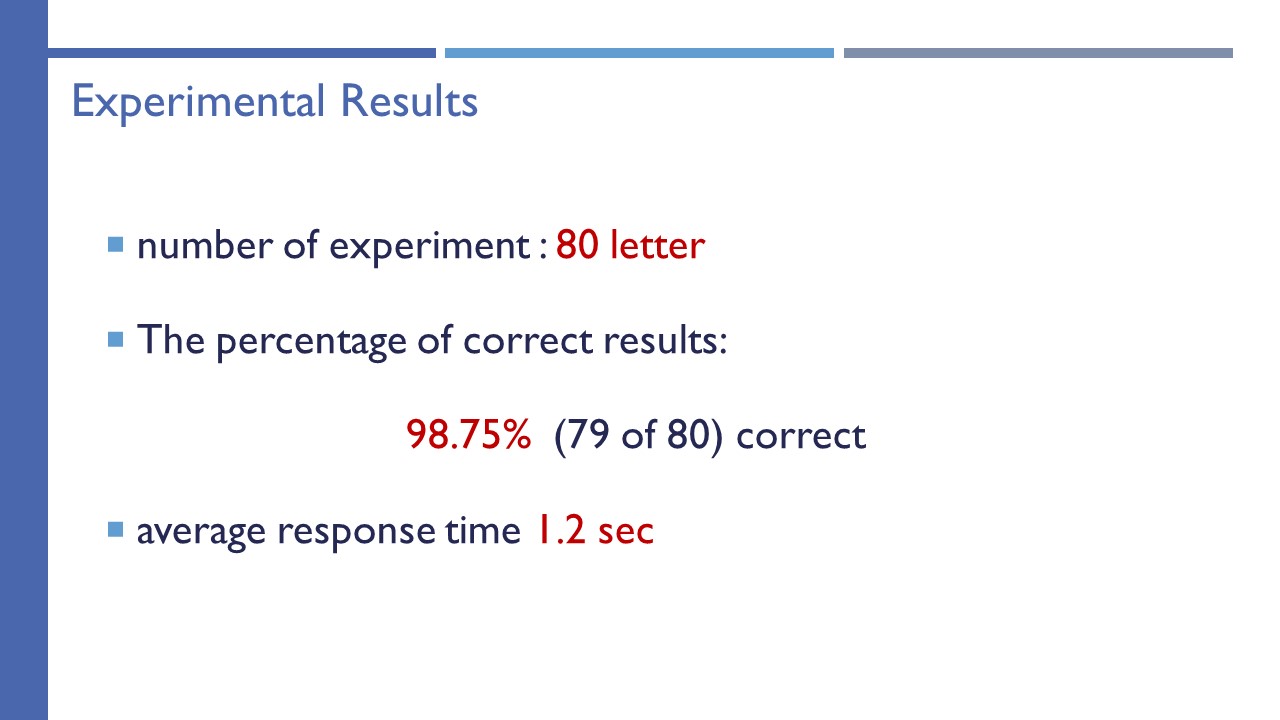 Experimental Results
number of experiment : 80 letter
The percentage of correct results:
98.75% (79 of 80) correct
average response time 1.2 sec